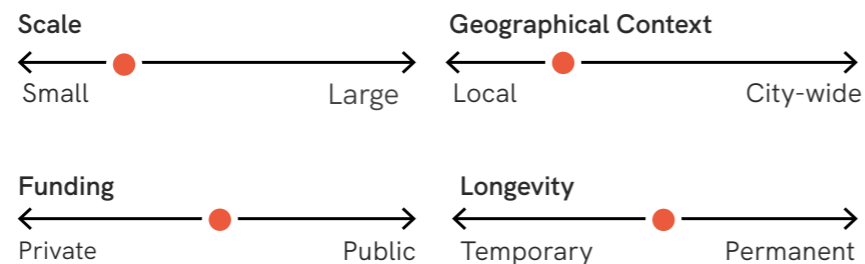 Scale
Small Large
Geographical Context
Local City-wide
Funding
Private Public
Longevity
Temporary Permanent